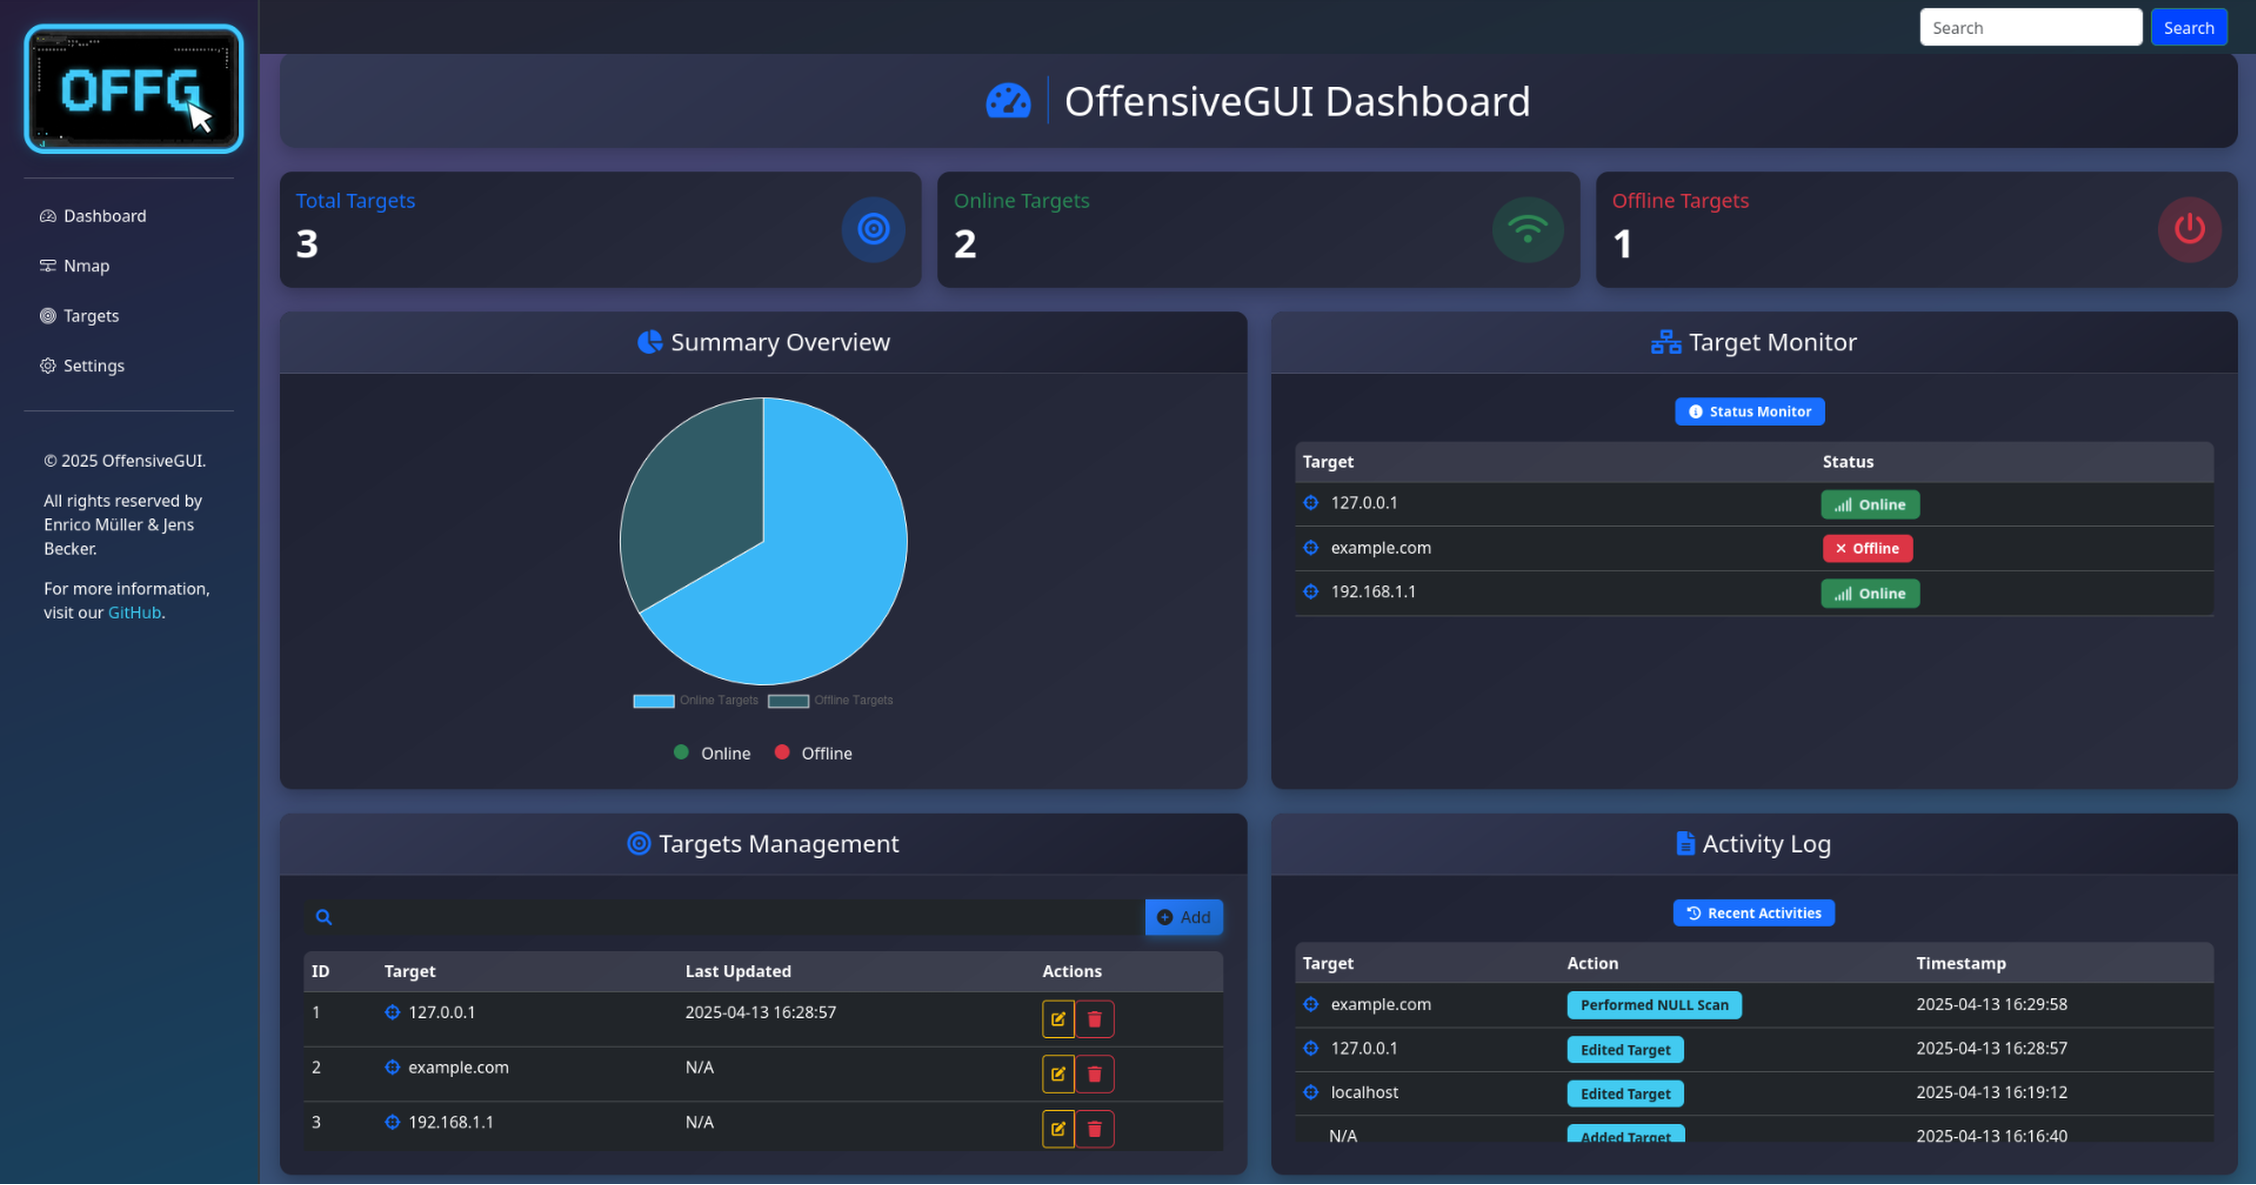 OFFG
Search Search
OffensiveGUI Dashboard
Dashboard
Nmap
Targets
Settings
© 2025 OffensiveGUI.
All rights reserved by
Enrico Müller & Jens
Becker.
For more information,
visit our GitHub.
Total Targets
3
Online Targets
2
Offline Targets
1
Summary Overview
Online Targets Offline Targets
Online Offline
Target Monitor
Status Monitor
Target Status
127.0.0.1 Online
example.com Offline
192.168.1.1 Online
Targets Management
Add
ID Target Last Updated Actions
1 127.0.0.1 2025-04-13 16:28:57
2 example.com N/A
3 192.168.1.1 N/A
Activity Log
Recent Activities
Target Action Timestamp
example.com Performed NULL Scan 2025-04-13 16:29:58
127.0.0.1 Edited Target 2025-04-13 16:28:57
localhost Edited Target 2025-04-13 16:19:12
N/A Added Target 2025-04-13 16:16:40